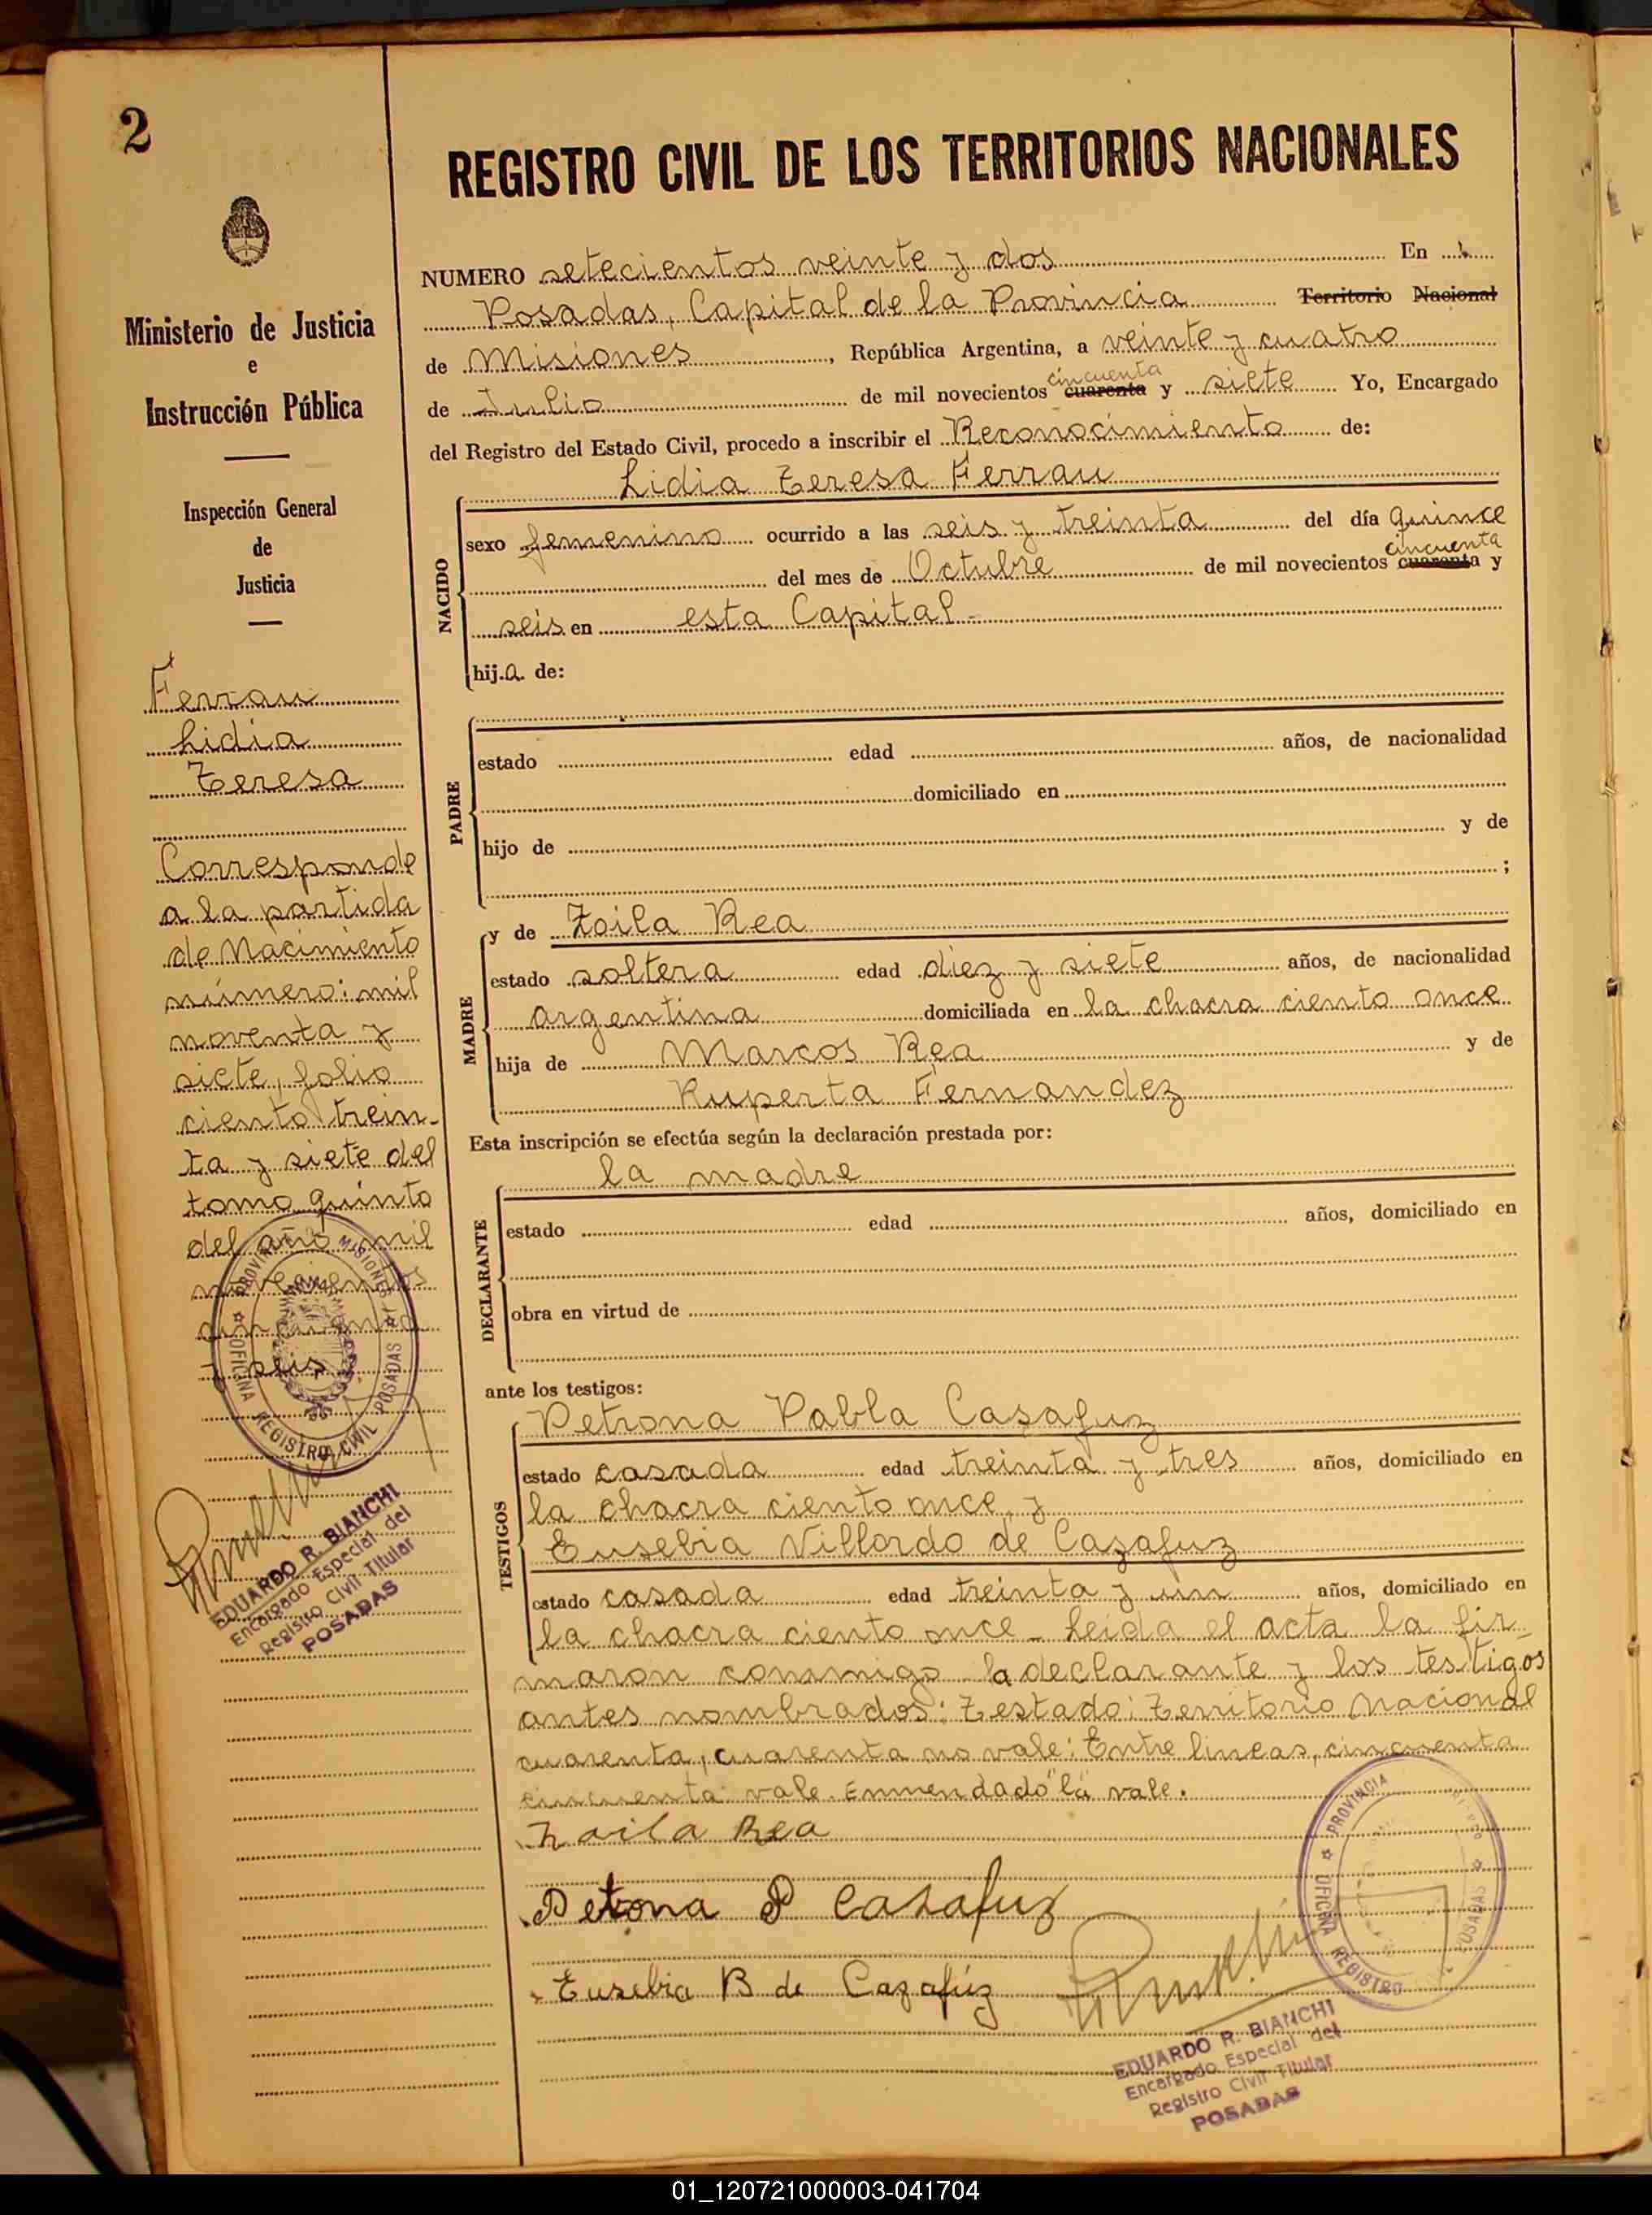 2
REGISTRO CIVIL DE LOS TERRITORIOS NACIONALES
Ministerio de Justicia
e
Instrucción Pública
Inspección General
de
Justicia
Ferrau
Lidia
Teresa
Corresponde
a la partida
de Nacimiento
número: mil
noventa y
siete, folio
ciento trein-
ta y siete del
tomo quinto
del año mil
novecientos
cincuenta
y seis
PROVINCIA MISIONES
OFICINA REGISTRO CIVIL POSADAS
EDUARDO R. BIANCHI
Encargado Especial del
Registro Civil Titular
POSADAS
NUMERO setecientos veinte y dos En
Posadas, Capital de la Provincia Territorio Nacional
de Misiones, República Argentina, a veinte y cuatro
de Julio de mil novecientos cuarenta cincuenta y siete Yo, Encargado
del Registro del Estado Civil, procedo a inscribir el Reconocimiento de:
Lidia Teresa Ferrau
NACIDO
sexo femenino ocurrido a las seis y treinta del día quince
del mes de Octubre de mil novecientos cuarenta cincuenta y
seis en esta Capital-
hija de:
PADRE
estado edad años, de nacionalidad
domiciliado en
hijo de y de
;
MADRE
y de Zoila Rea
estado soltera edad diez y siete años, de nacionalidad
argentina domiciliada en la chacra ciento once
hija de Marcos Rea y de
Ruperta Fernandez
Esta inscripción se efectúa según la declaración prestada por:
la madre
DECLARANTE
estado edad años, domiciliado en
obra en virtud de
ante los testigos:
TESTIGOS
Petrona Pabla Casafuz
estado casada edad treinta y tres años, domiciliado en
la chacra ciento once y
Eusebia Villordo de Cazafuz
estado casada edad treinta y un años, domiciliado en
la chacra ciento once- Leida el acta la fir-
maron conmigo la declarante y los testigos
antes nombrados: Testado: Territorio Nacional
cuarenta, cuarenta no vale: Entre lineas, cincuenta
cincuenta vale. Enmendado "la" vale.
Zoila Rea
Petrona P Cazafuz
Eusebia B de Cazafúz
PROVINCIA
OFICINA REGISTRO POSADAS
EDUARDO R. BIANCHI
Encargado Especial del
Registro Civil Titular
POSADAS
01_120721000003-041704